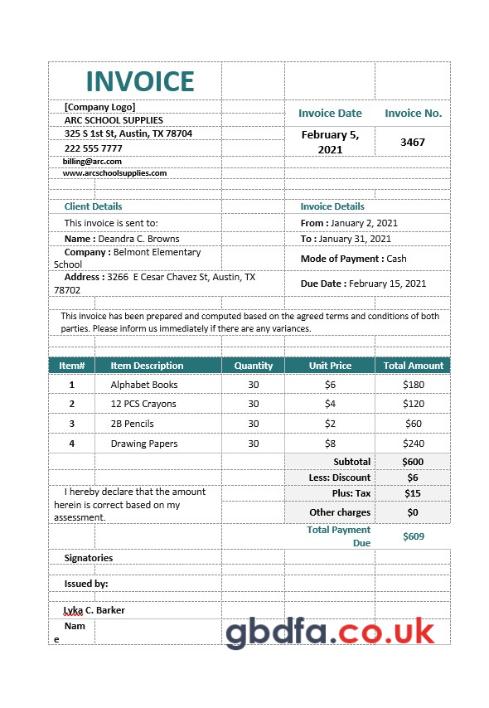 INVOICE
[Company Logo]
ARC SCHOOL SUPPLIES
325 S 1st St, Austin, TX 78704
222 555 7777
billing@arc.com
www.arcschoolsupplies.com
Invoice Date Invoice No.
February 5,
2021
3467
Client Details
This invoice is sent to:
Name : Deandra C. Browns
Company : Belmont Elementary
School
Address : 3266 E Cesar Chavez St, Austin, TX
78702
Invoice Details
From : January 2, 2021
To : January 31, 2021
Mode of Payment : Cash
Due Date : February 15, 2021
This invoice has been prepared and computed based on the agreed terms and conditions of both
parties. Please inform us immediately if there are any variances.
Item# Item Description Quantity Unit Price Total Amount
1 Alphabet Books 30 $6 $180
2 12 PCS Crayons 30 $4 $120
3 2B Pencils 30 $2 $60
4 Drawing Papers 30 $8 $240
Subtotal $600
Less: Discount $6
Plus: Tax $15
Other charges $0
Total Payment
Due
$609
I hereby declare that the amount
herein is correct based on my
assessment.
Signatories
Issued by:
Lyka C. Barker
Nam
e
gbdfa.co.uk